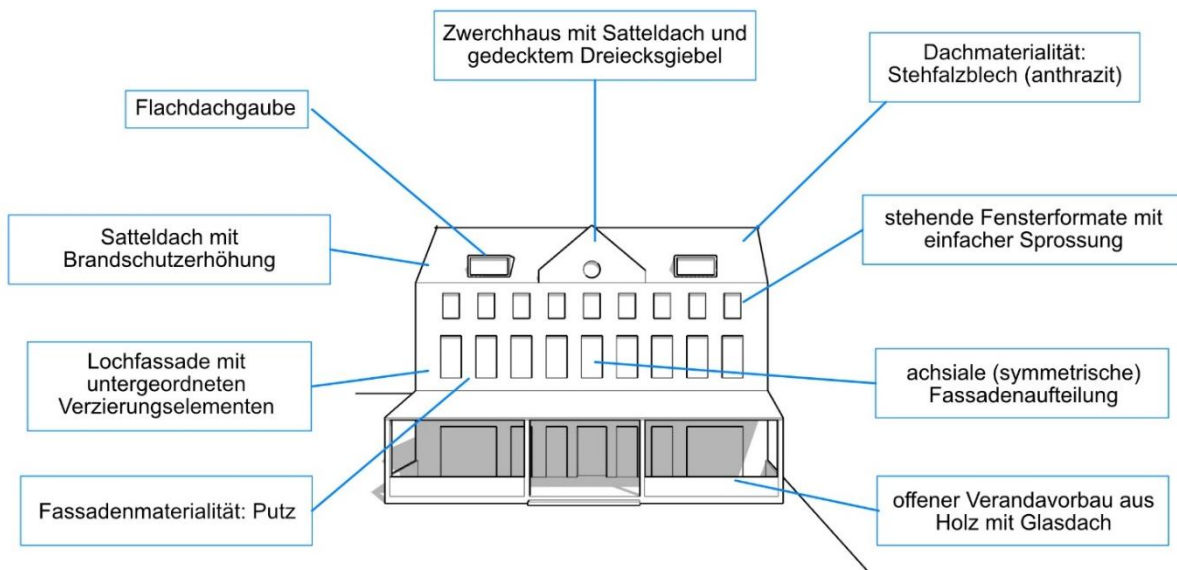 Zwerchhaus mit Satteldach und
gedecktem Dreiecksgiebel
Dachmaterialität:
Stehfalzblech (anthrazit)
Flachdachgaube
Satteldach mit
Brandschutzerhöhung
stehende Fensterformate mit
einfacher Sprossung
Lochfassade mit
untergeordneten
Verzierungselementen
achsiale (symmetrische)
Fassadenaufteilung
Fassadenmaterialität: Putz
offener Verandavorbau aus
Holz mit Glasdach